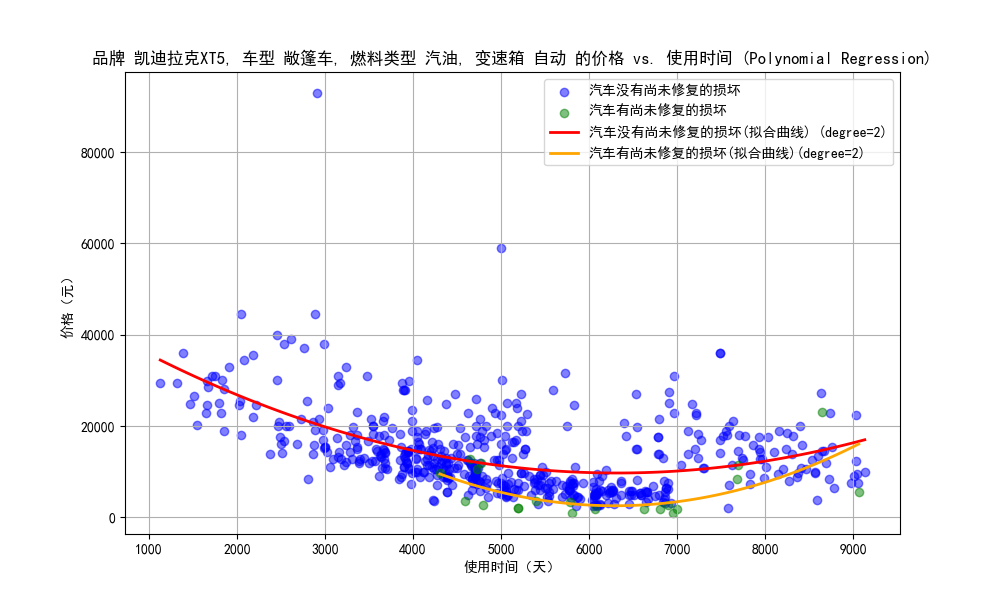 品牌 凯迪拉克XT5, 车型 敞篷车, 燃料类型 汽油, 变速箱 自动 的价格 vs. 使用时间 (Polynomial Regression)
汽车没有尚未修复的损坏
汽车有尚未修复的损坏
汽车没有尚未修复的损坏(拟合曲线) (degree=2)
汽车有尚未修复的损坏(拟合曲线)(degree=2)
价格（元）
80000
60000
40000
20000
0
1000 2000 3000 4000 5000 6000 7000 8000 9000
使用时间（天）